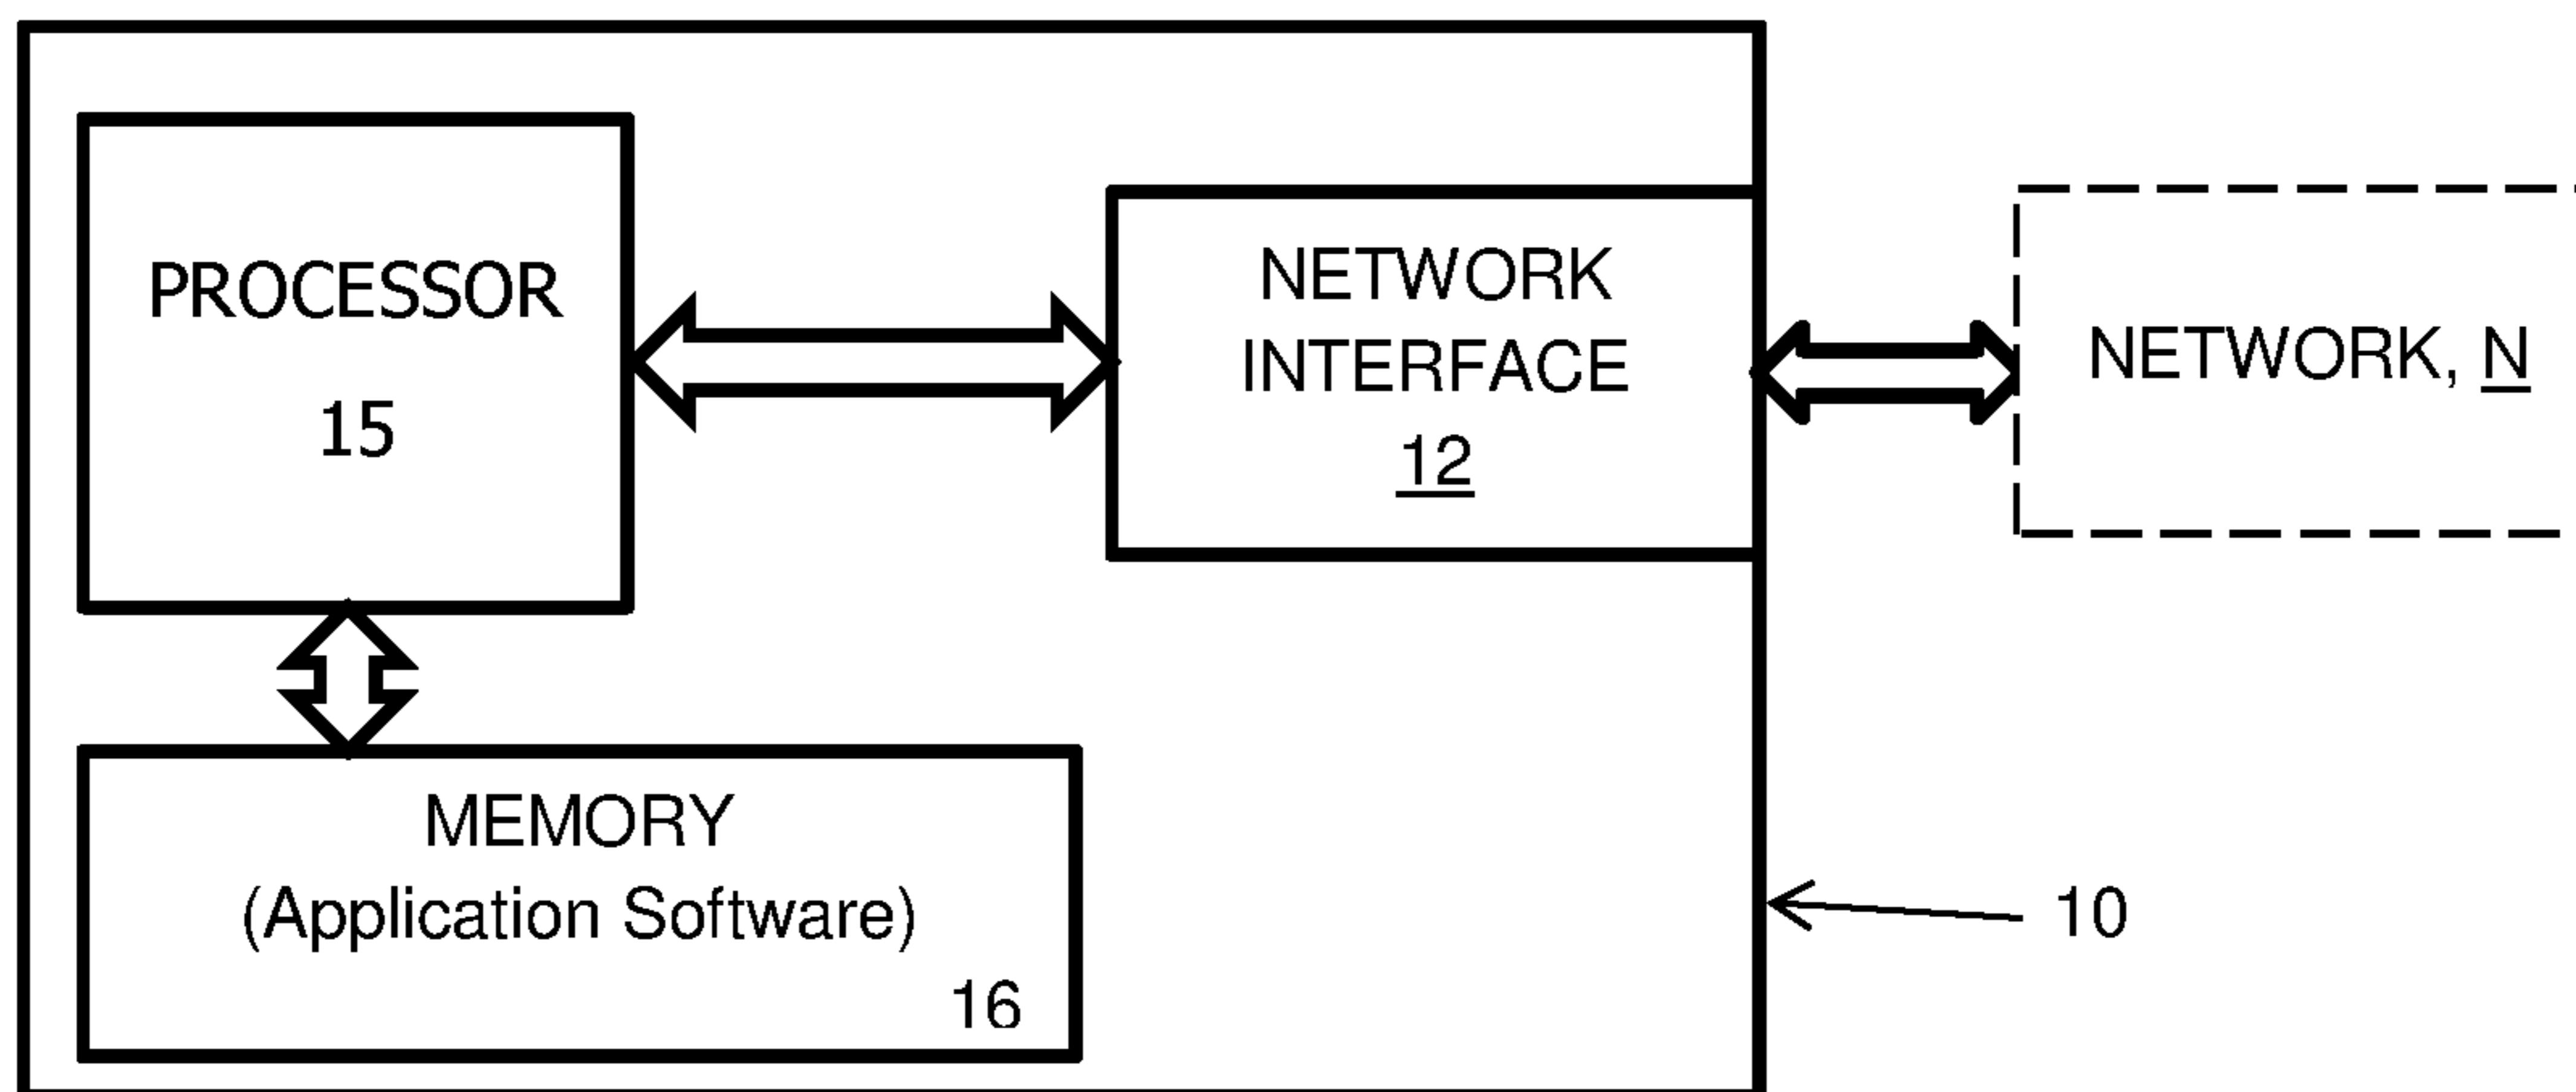 PROCESSOR
15
NETWORK
INTERFACE
12
NETWORK, N
MEMORY
(Application Software)
16
10